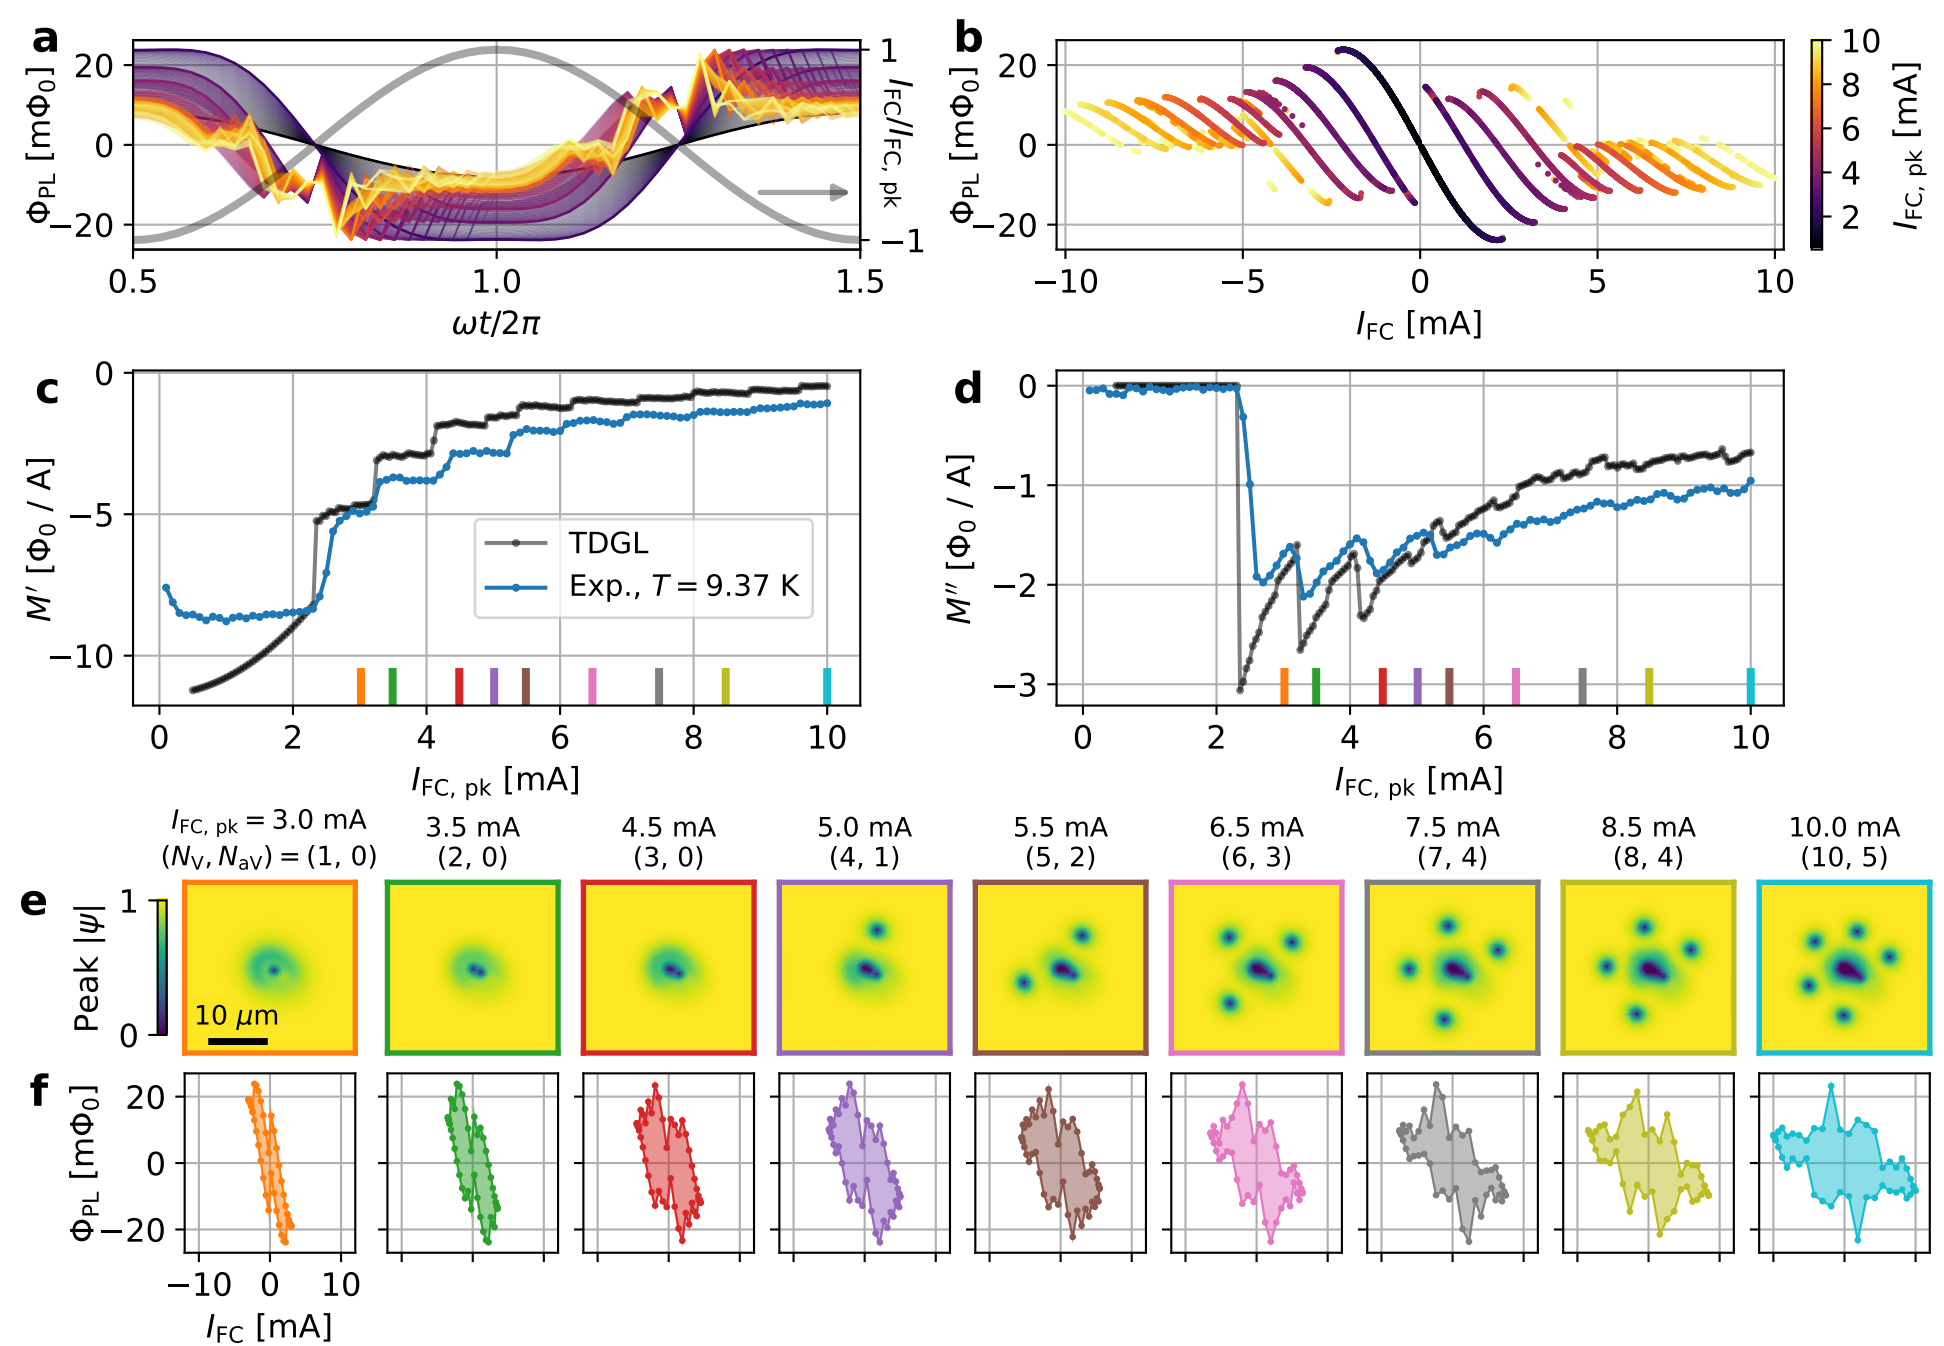 a
20
0
−20
Φ_PL [mΦ_0]
1
−1
I_FC/I_FC, pk
0.5
1.0
1.5
ωt/2π
b
20
0
−20
Φ_PL [mΦ_0]
−10
−5
0
5
10
I_FC [mA]
10
8
6
4
2
I_FC, pk [mA]
c
0
−5
−10
M′ [Φ_0 / A]
TDGL
Exp., T = 9.37 K
0
2
4
6
8
10
I_FC, pk [mA]
d
0
−1
−2
−3
M″ [Φ_0 / A]
0
2
4
6
8
10
I_FC, pk [mA]
I_FC, pk = 3.0 mA
(N_V, N_aV) = (1, 0)
3.5 mA
(2, 0)
4.5 mA
(3, 0)
5.0 mA
(4, 1)
5.5 mA
(5, 2)
6.5 mA
(6, 3)
7.5 mA
(7, 4)
8.5 mA
(8, 4)
10.0 mA
(10, 5)
e
Peak |ψ|
1
0
10 μm
f
Φ_PL [mΦ_0]
20
0
−20
−10
0
10
I_FC [mA]